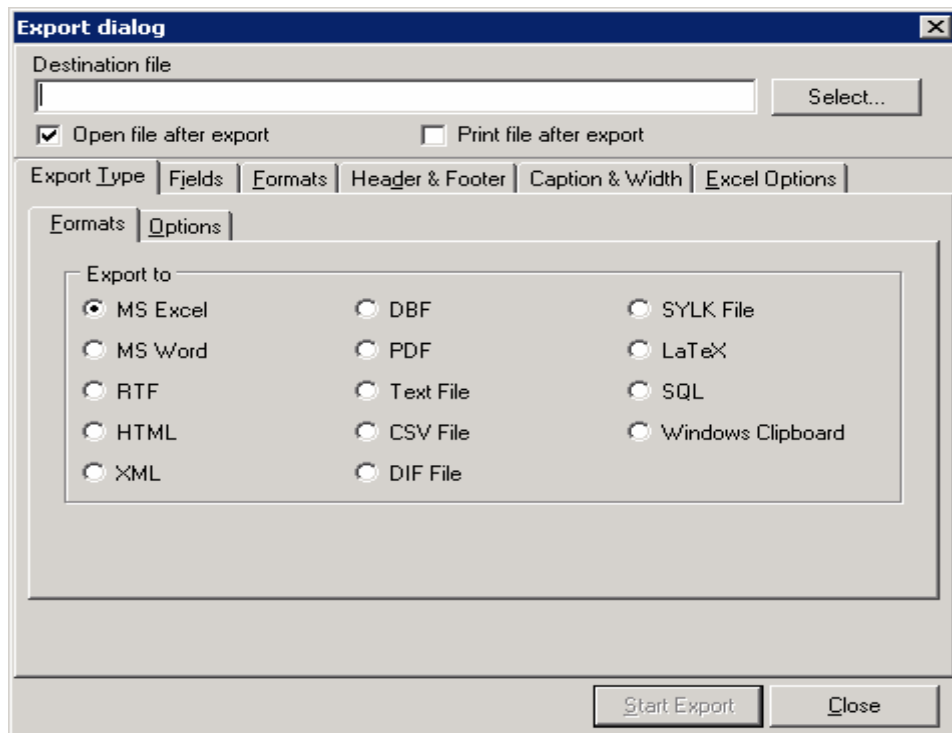 Export dialog
Destination file
Select...
Open file after export Print file after export
Export Type Fields Formats Header & Footer Caption & Width Excel Options
Formats Options
Export to
MS Excel DBF SYLK File
MS Word PDF LaTeX
RTF Text File SQL
HTML CSV File Windows Clipboard
XML DIF File
Start Export Close